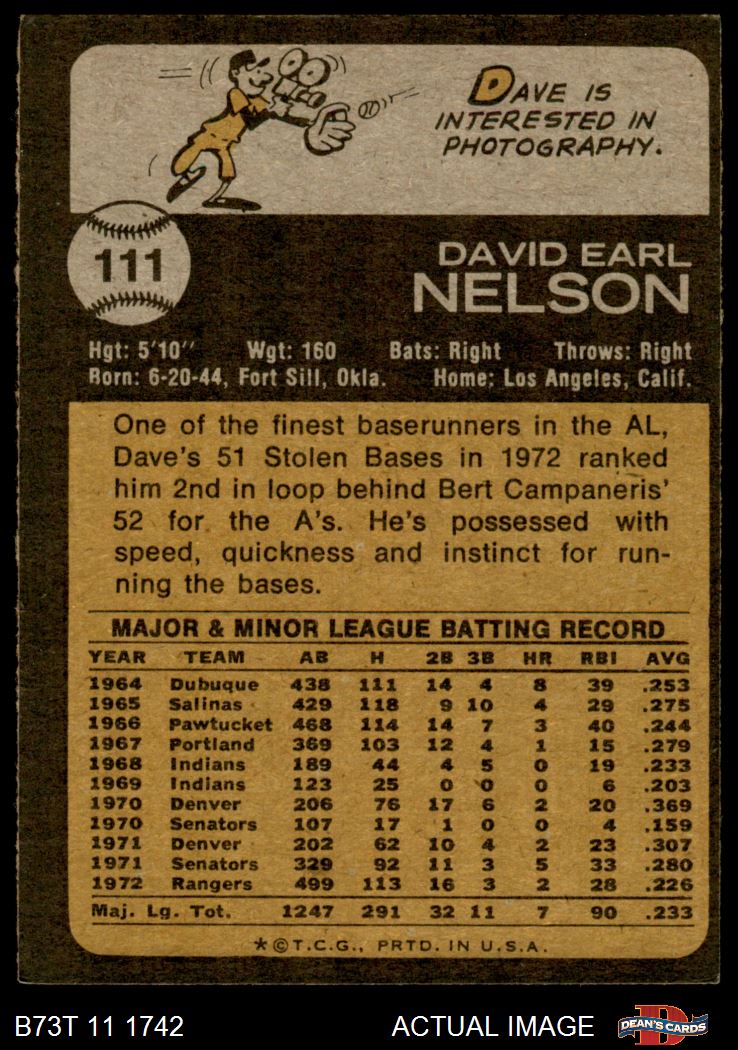 DAVE IS
INTERESTED IN
PHOTOGRAPHY.
111
DAVID EARL
NELSON
Hgt: 5'10" Wgt: 160 Bats: Right Throws: Right
Born: 6-20-44, Fort Sill, Okla. Home: Los Angeles, Calif.
One of the finest baserunners in the AL,
Dave's 51 Stolen Bases in 1972 ranked
him 2nd in loop behind Bert Campaneris'
52 for the A's. He's possessed with
speed, quickness and instinct for run-
ning the bases.
MAJOR & MINOR LEAGUE BATTING RECORD
YEAR TEAM AB H 2B 3B HR RBI AVG
1964 Dubuque 438 111 14 4 8 39 .253
1965 Salinas 429 118 9 10 4 29 .275
1966 Pawtucket 468 114 14 7 3 40 .244
1967 Portland 369 103 12 4 1 15 .279
1968 Indians 189 44 4 5 0 19 .233
1969 Indians 123 25 0 0 0 6 .203
1970 Denver 206 76 17 6 2 20 .369
1970 Senators 107 17 1 0 0 4 .159
1971 Denver 202 62 10 4 2 23 .307
1971 Senators 329 92 11 3 5 33 .280
1972 Rangers 499 113 16 3 2 28 .226
Maj. Lg. Tot. 1247 291 32 11 7 90 .233
*©T.C.G., PRTD. IN U.S.A.
B73T 11 1742 ACTUAL IMAGE DEAN'S CARDS